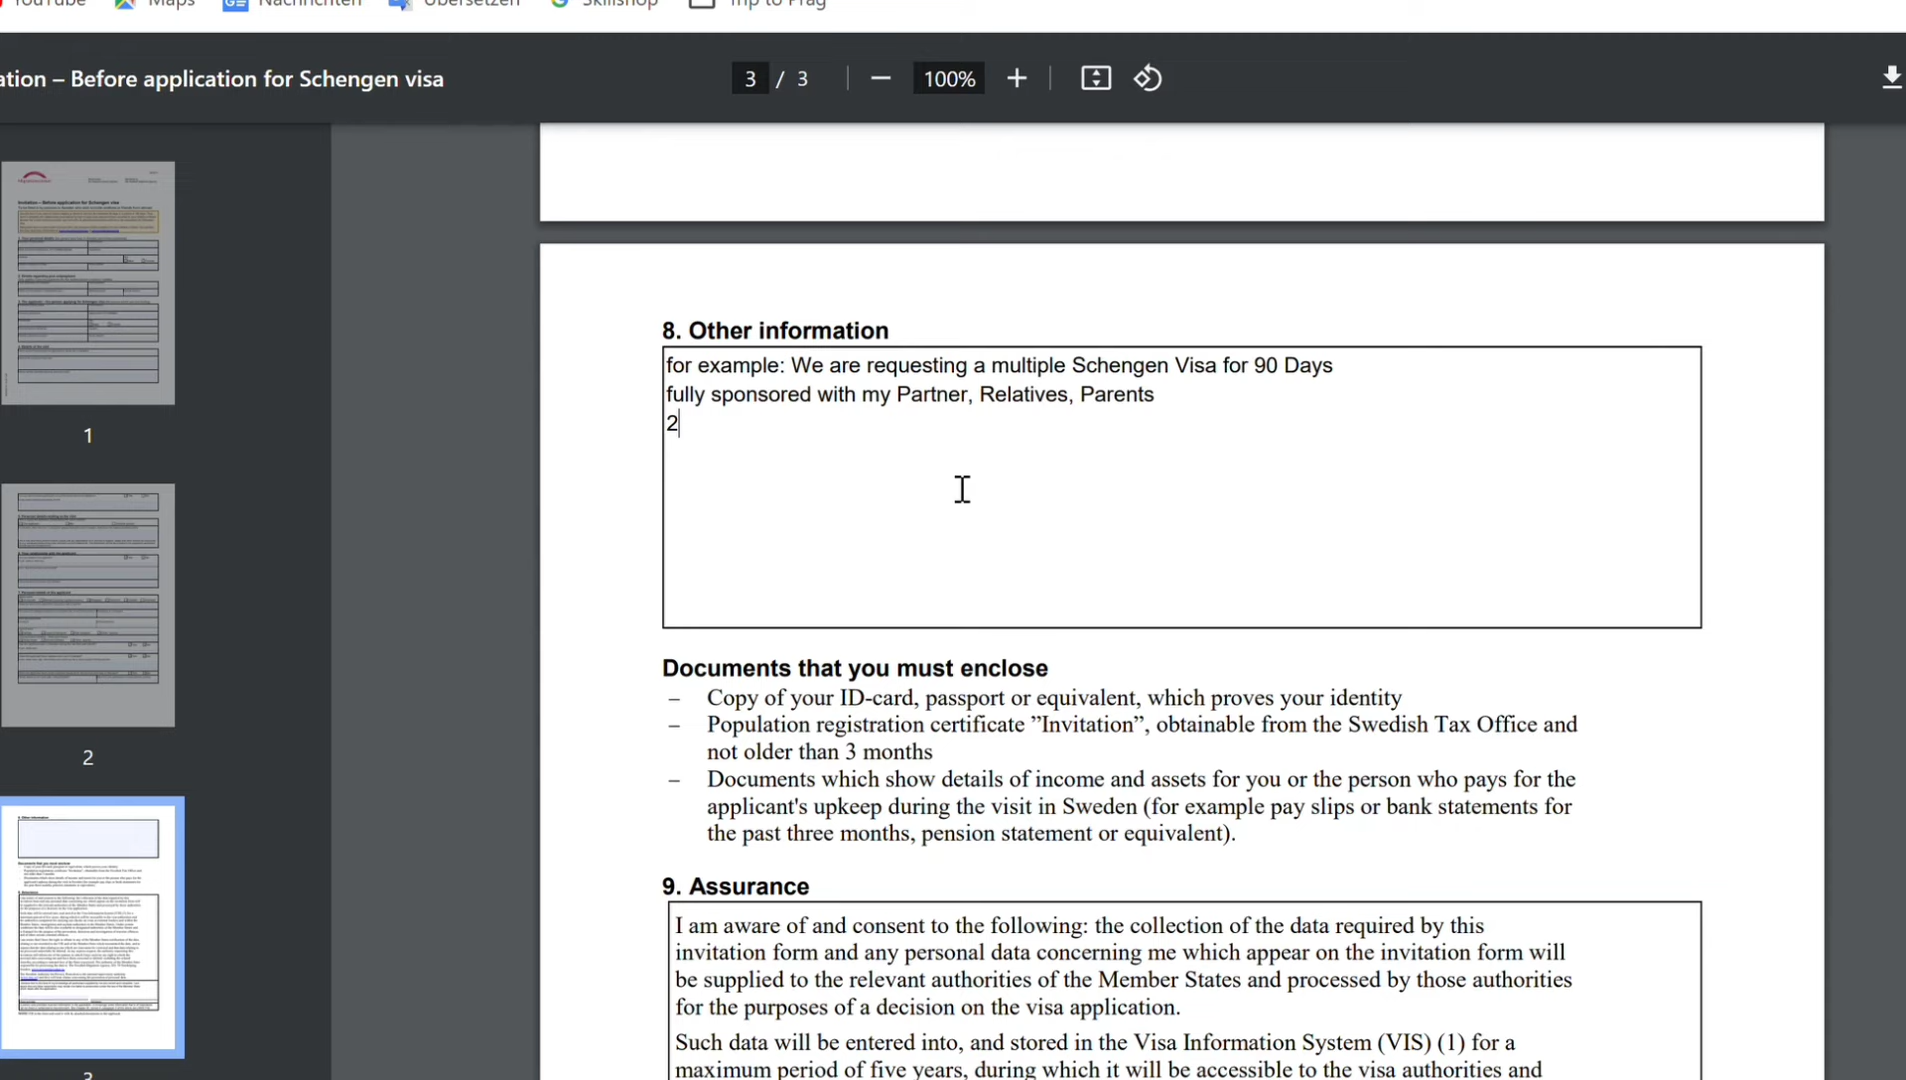 YouTube Maps Nachrichten Übersetzen Skillshop Trip to Prag
ation – Before application for Schengen visa
3 / 3
100%
1
2
3
8. Other information
for example: We are requesting a multiple Schengen Visa for 90 Days
fully sponsored with my Partner, Relatives, Parents
2
Documents that you must enclose
– Copy of your ID-card, passport or equivalent, which proves your identity
– Population registration certificate ”Invitation”, obtainable from the Swedish Tax Office and
not older than 3 months
– Documents which show details of income and assets for you or the person who pays for the
applicant's upkeep during the visit in Sweden (for example pay slips or bank statements for
the past three months, pension statement or equivalent).
9. Assurance
I am aware of and consent to the following: the collection of the data required by this
invitation form and any personal data concerning me which appear on the invitation form will
be supplied to the relevant authorities of the Member States and processed by those authorities
for the purposes of a decision on the visa application.
Such data will be entered into, and stored in the Visa Information System (VIS) (1) for a
maximum period of five years, during which it will be accessible to the visa authorities and